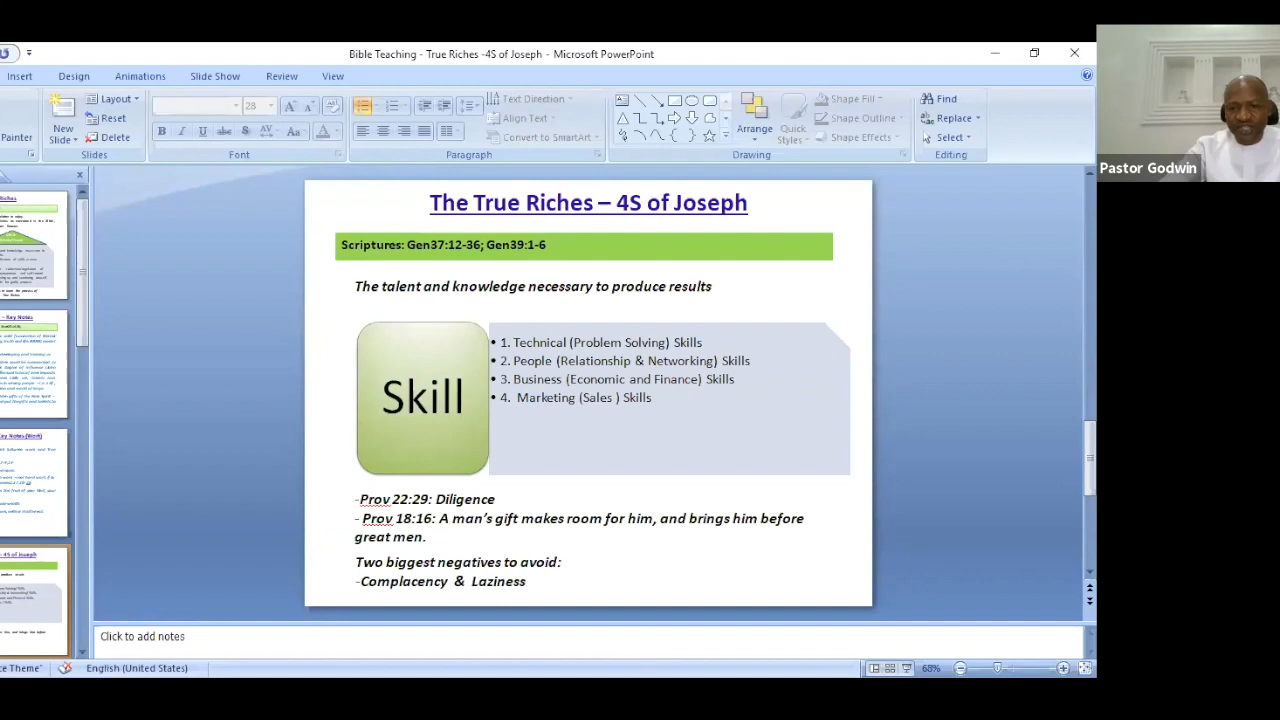 Bible Teaching - True Riches -4S of Joseph - Microsoft PowerPoint
Insert Design Animations Slide Show Review View
Layout
Reset
Delete
New
Slide
Painter
Slides
28
B I U abc S AV Aa A
Font
Text Direction
Align Text
Convert to SmartArt
Paragraph
Arrange
Quick
Styles
Shape Fill
Shape Outline
Shape Effects
Drawing
Find
Replace
Select
Editing
Pastor Godwin
The True Riches – 4S of Joseph
Scriptures: Gen37:12-36; Gen39:1-6
The talent and knowledge necessary to produce results
Skill
• 1. Technical (Problem Solving) Skills
• 2. People (Relationship & Networking) Skills
• 3. Business (Economic and Finance) Skills
• 4. Marketing (Sales ) Skills
-Prov 22:29: Diligence
- Prov 18:16: A man's gift makes room for him, and brings him before
great men.
Two biggest negatives to avoid:
-Complacency & Laziness
Click to add notes
ce Theme"
English (United States)
68%